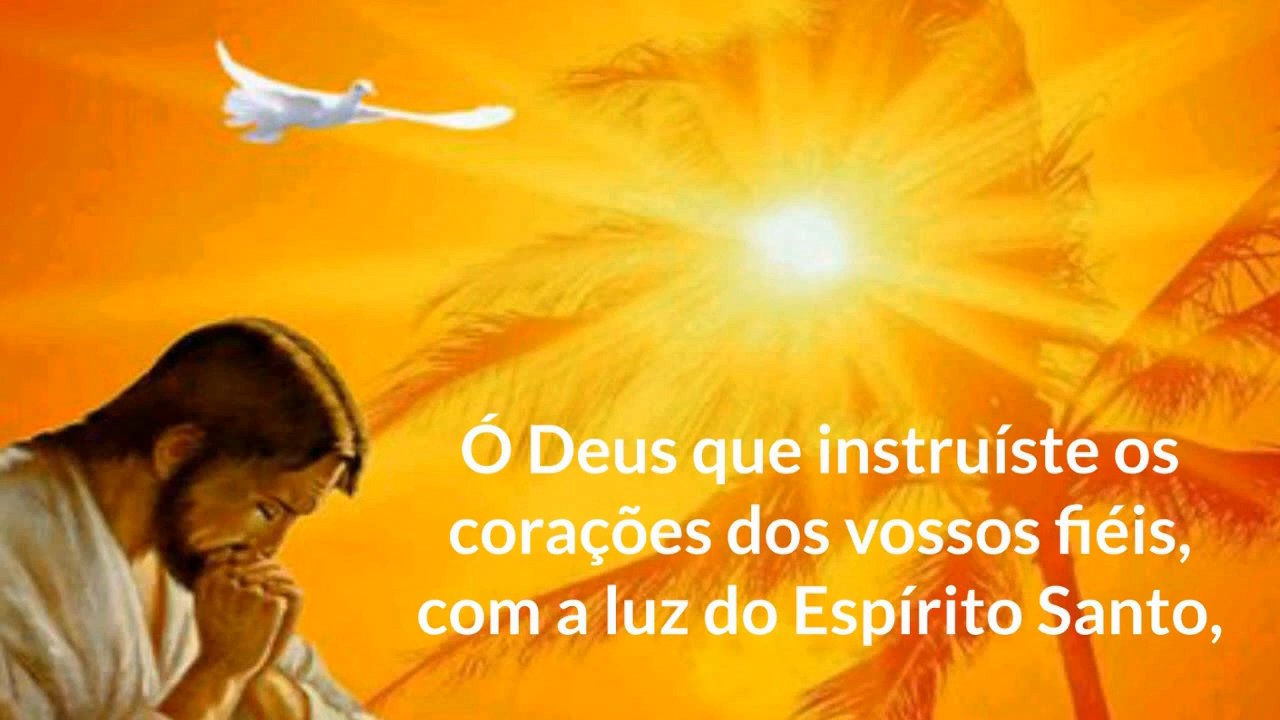 Ó Deus que instruíste os
corações dos vossos fiéis,
com a luz do Espírito Santo,